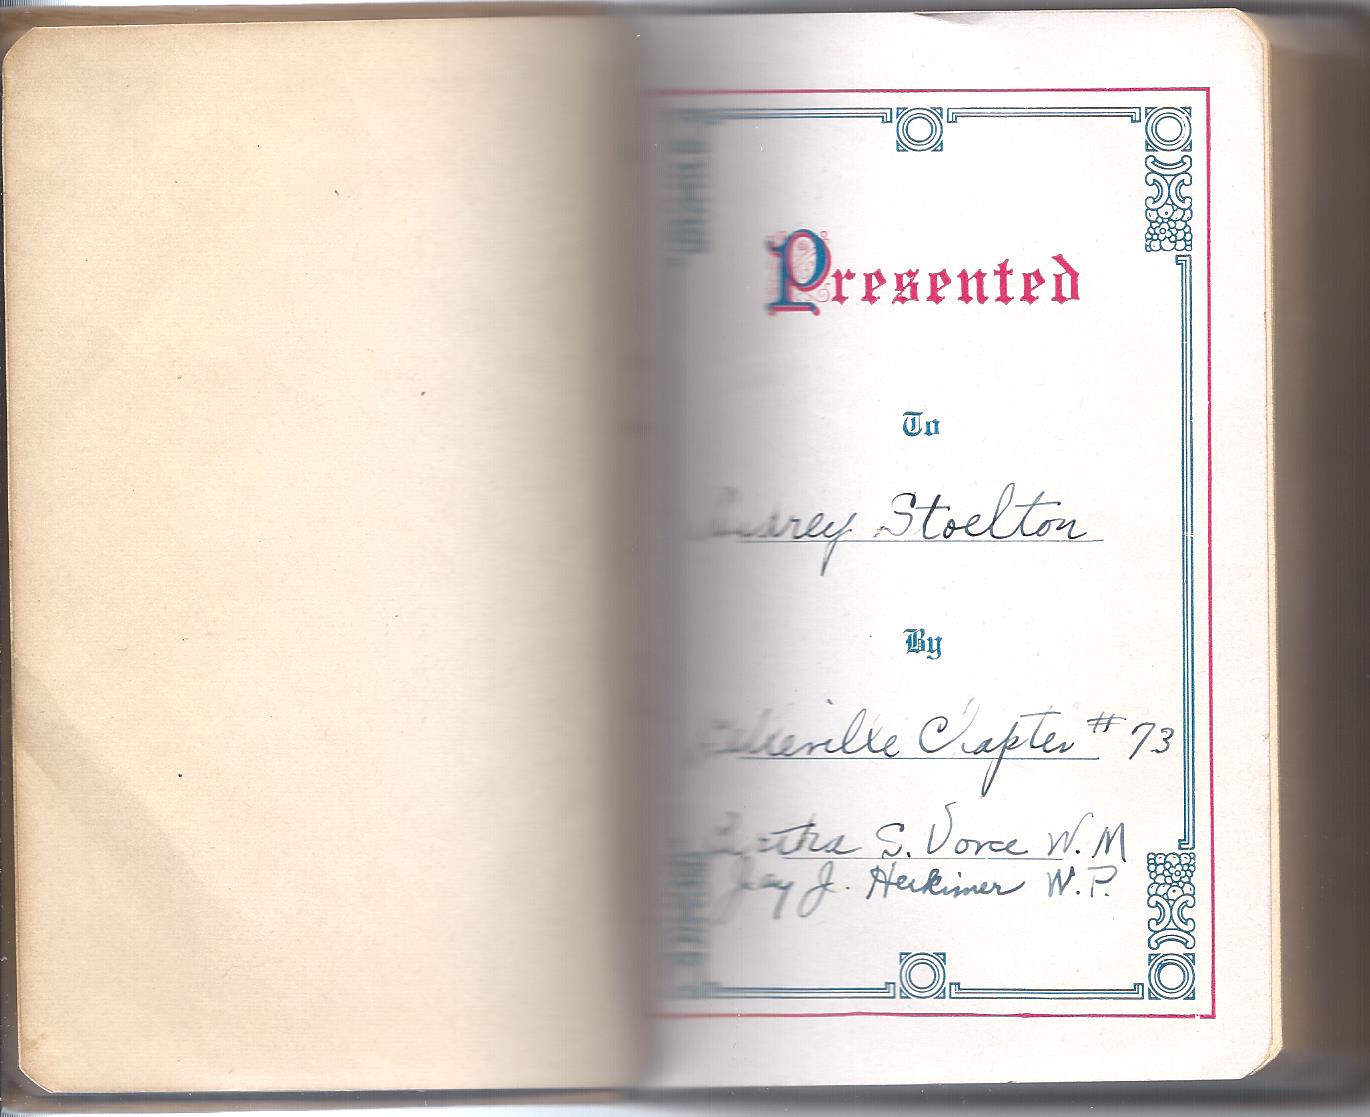 Presented
To
Stoelton
By
Chapter # 73
S. Vorce W. M
Jay J. Herkimer W. P.